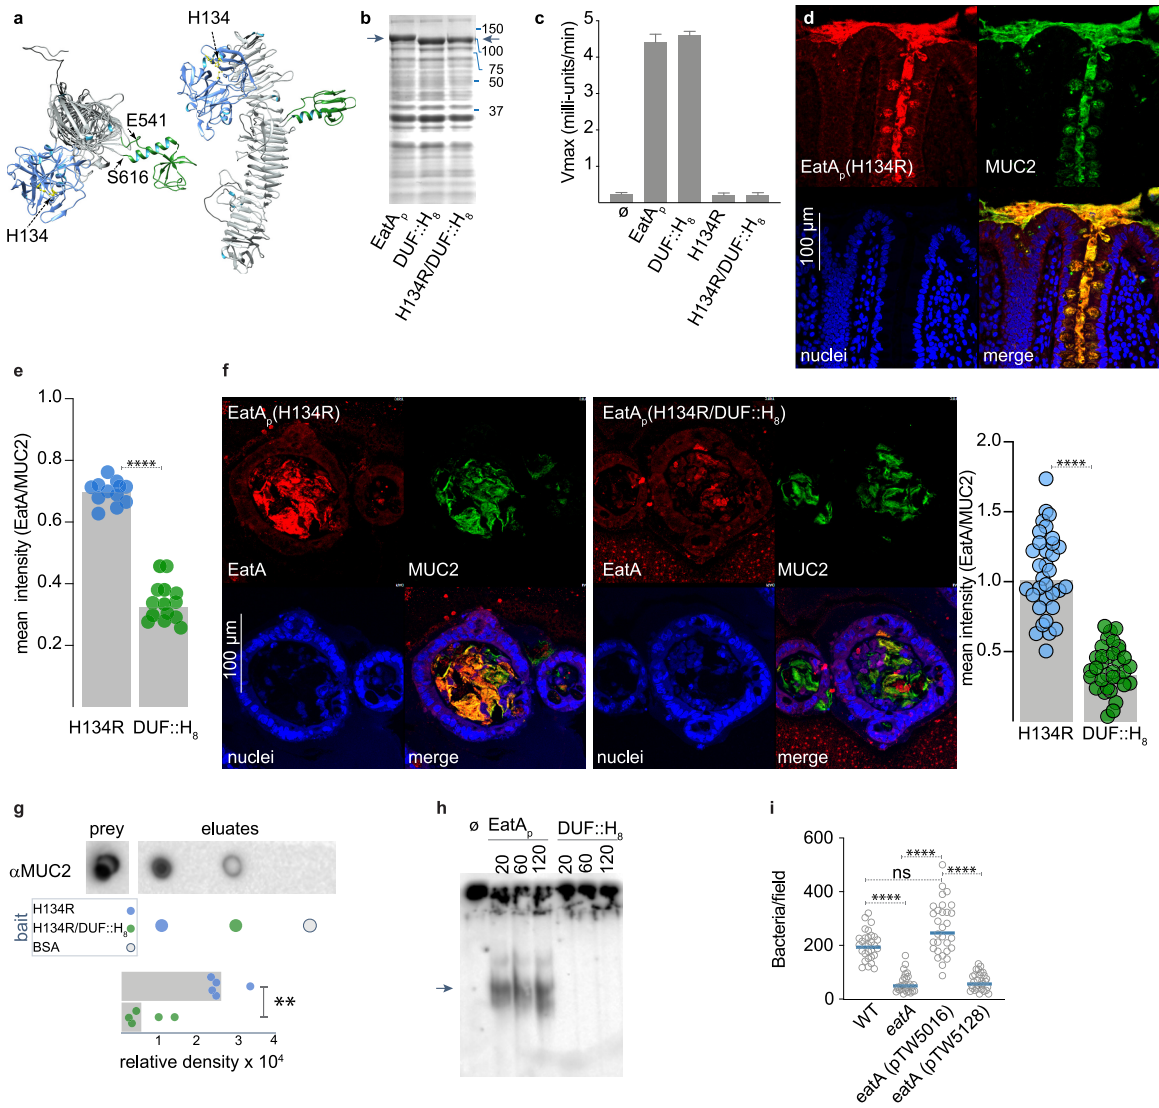 a
H134
E541
S616
H134
b
150
100
75
50
37
EatAp
DUF::H8
H134R/DUF::H8
c
Vmax (milli-units/min)
5
4
3
2
1
ø
EatAp
DUF::H8
H134R
H134R/DUF::H8
d
EatAp(H134R)
MUC2
100 µm
nuclei
merge
e
mean intensity (EatA/MUC2)
1.0
0.8
0.6
0.4
0.2
****
H134R
DUF::H8
f
EatAp(H134R)
EatA
MUC2
100 µm
nuclei
merge
EatAp(H134R/DUF::H8)
EatA
MUC2
nuclei
merge
mean intensity (EatA/MUC2)
2.0
1.5
1.0
0.5
****
H134R
DUF::H8
g
prey
eluates
αMUC2
bait
H134R
H134R/DUF::H8
BSA
**
1 2 3 4
relative density x 10⁴
h
ø EatAp DUF::H8
20 60 120 20 60 120
i
Bacteria/field
600
400
200
0
****
ns
****
****
WT
eatA
eatA (pTW5016)
eatA (pTW5128)